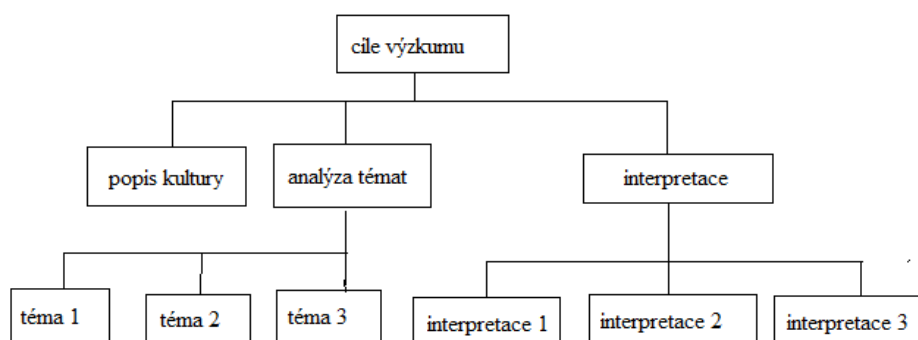 cíle výzkumu
popis kultury
analýza témat
interpretace
téma 1
téma 2
téma 3
interpretace 1
interpretace 2
interpretace 3